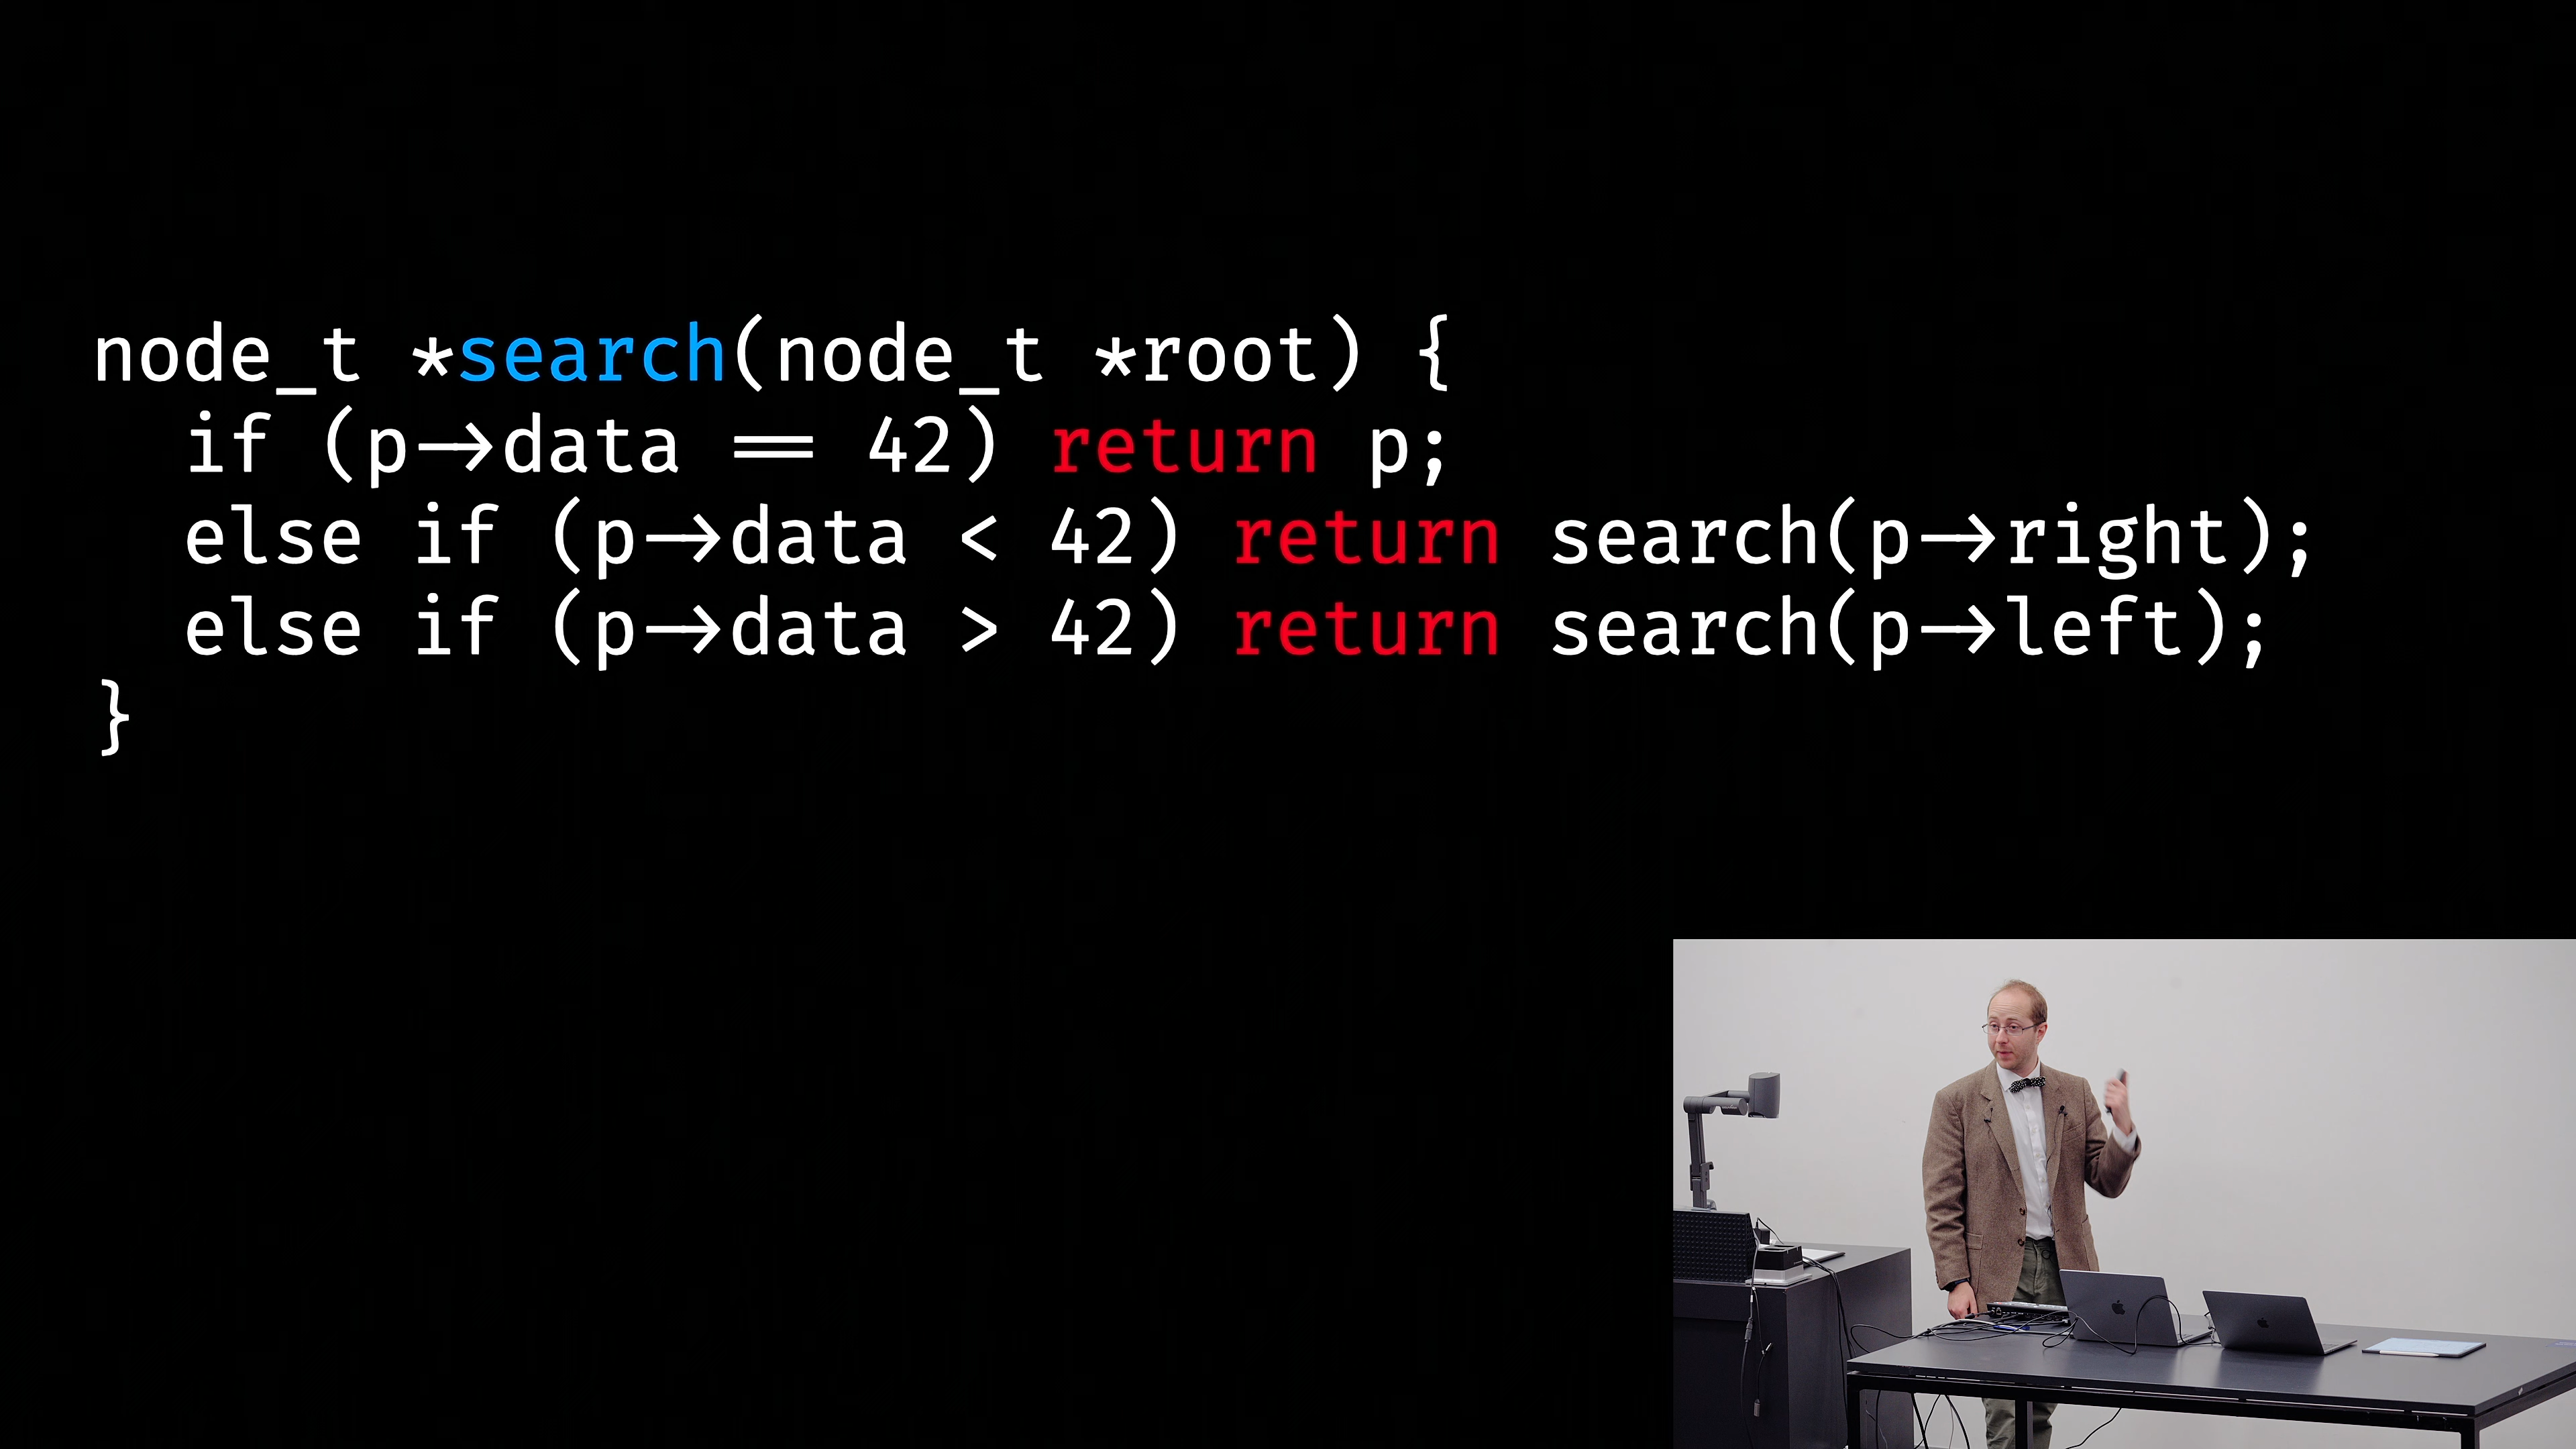 node_t *search(node_t *root) {
  if (p->data == 42) return p;
  else if (p->data < 42) return search(p->right);
  else if (p->data > 42) return search(p->left);
}